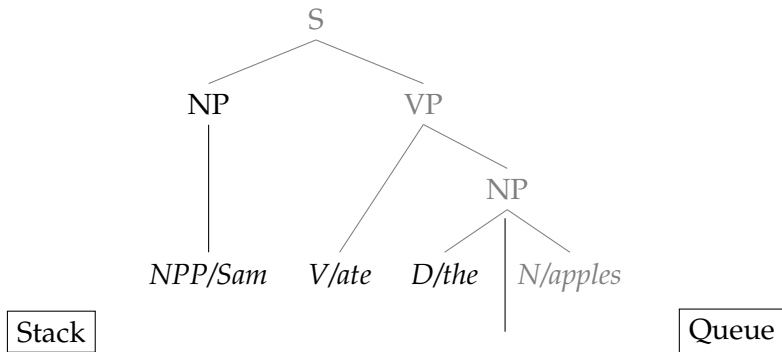 S
NP VP
NP
NPP/Sam V/ate D/the N/apples
Stack Queue